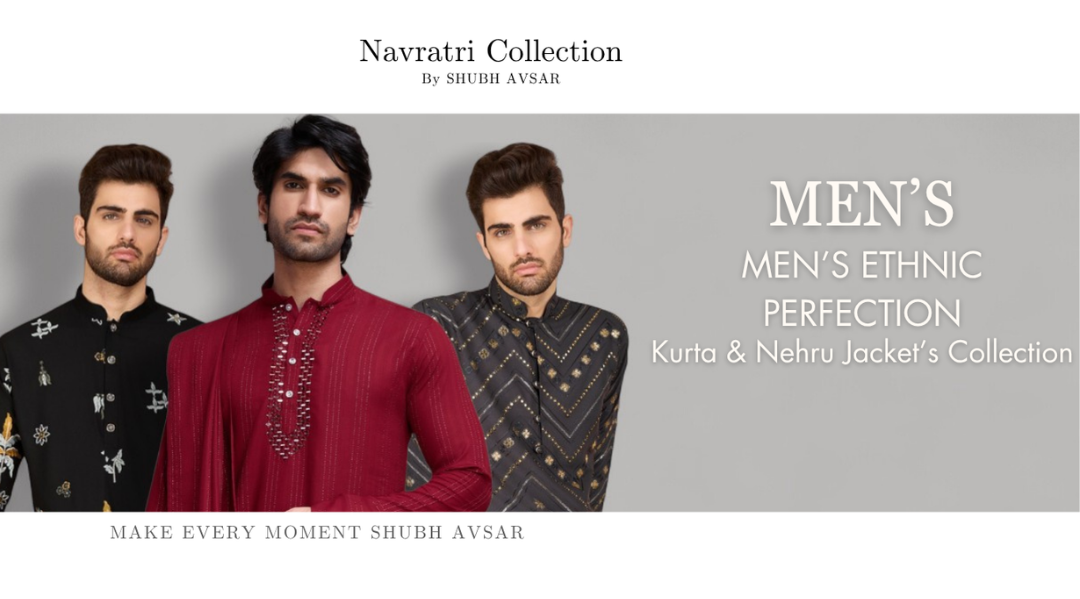 Navratri Collection
By SHUBH AVSAR
MEN'S
MEN'S ETHNIC
PERFECTION
Kurta & Nehru Jacket's Collection
MAKE EVERY MOMENT SHUBH AVSAR